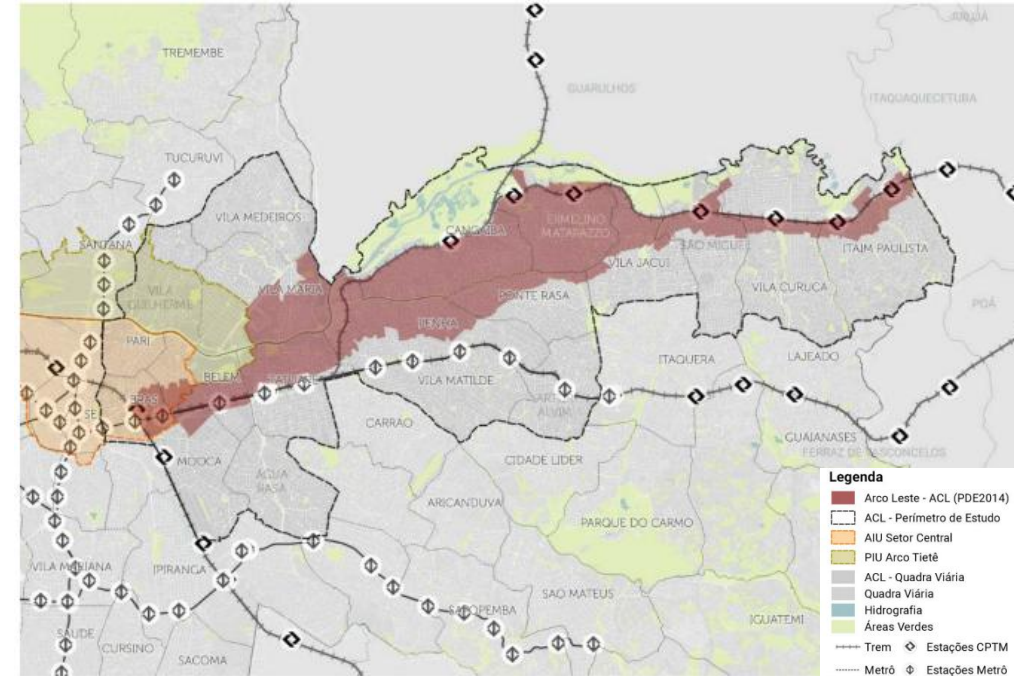 TREMEMBE
GUARULHOS
ARUJÁ
ITAQUAQUECETUBA
TUCURUVI
VILA MEDEIROS
SANTANA
CANGAIBA
ERMELINO
MATARAZZO
SÃO MIGUEL
ITAIM PAULISTA
VILA JACUI
VILA
GUILHERME
VILA MARIA
VILA CURUCA
PONTE RASA
POÁ
PARI
PENHA
ITAQUERA
LAJEADO
BELEM
TATUAPE
VILA MATILDE
BRAS
SE
ARTUR
ALVIM
CARRAO
MOOCA
GUAIANASES
FERRAZ DE VASCONCELOS
CIDADE LIDER
AGUA
RASA
ARICANDUVA
PARQUE DO CARMO
VILA MARIANA
IPIRANGA
SAO MATEUS
SAPOPEMBA
IGUATEMI
SAUDE
CURSINO
SACOMA
Legenda
Arco Leste - ACL (PDE2014)
ACL - Perímetro de Estudo
AIU Setor Central
PIU Arco Tietê
ACL - Quadra Viária
Quadra Viária
Hidrografia
Áreas Verdes
Trem Estações CPTM
Metrô Estações Metrô